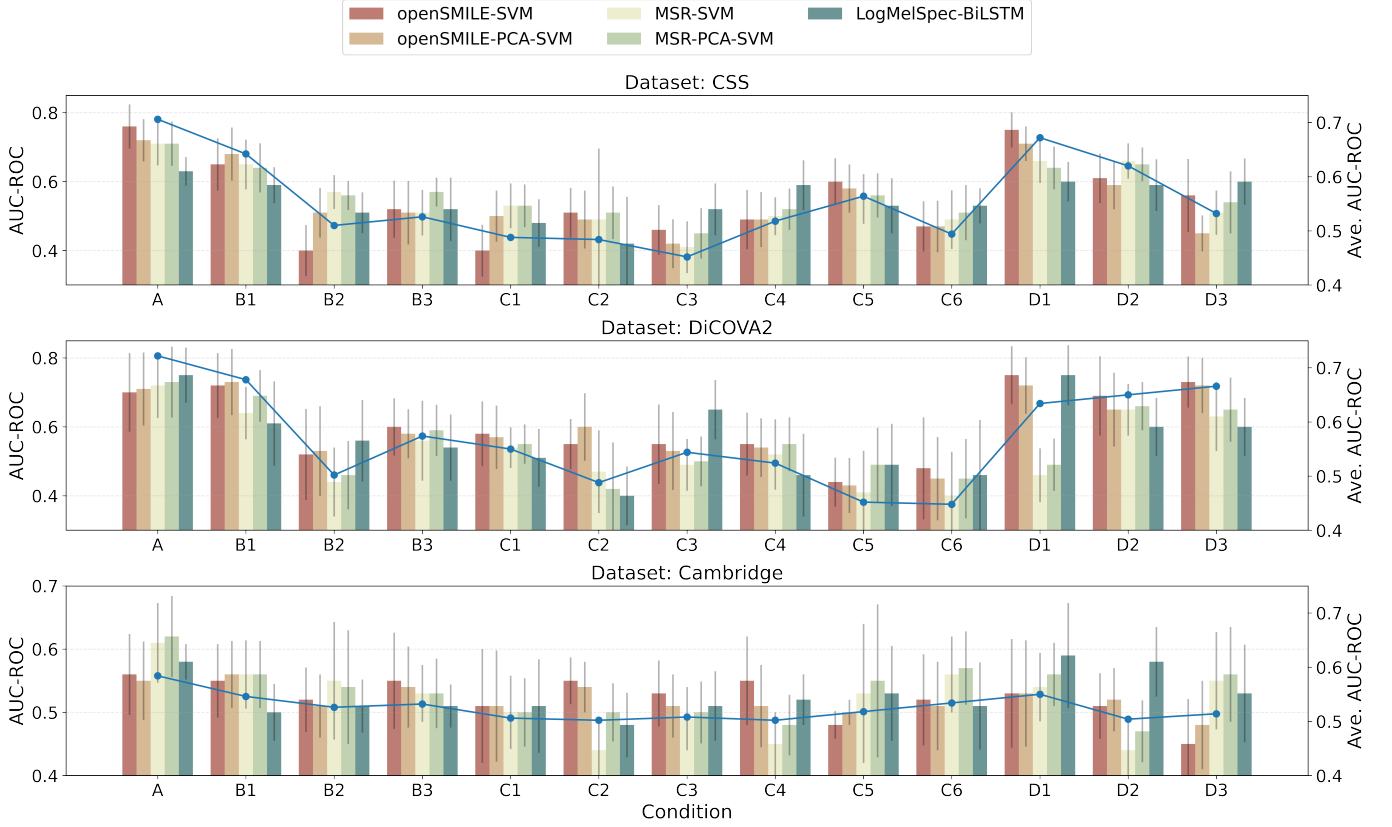 openSMILE-SVM MSR-SVM LogMelSpec-BiLSTM
openSMILE-PCA-SVM MSR-PCA-SVM
Dataset: CSS
AUC-ROC
0.8
0.6
0.4
0.7
0.6
0.5
0.4
Ave. AUC-ROC
A B1 B2 B3 C1 C2 C3 C4 C5 C6 D1 D2 D3
Dataset: DiCOVA2
AUC-ROC
0.8
0.6
0.4
0.7
0.6
0.5
0.4
Ave. AUC-ROC
A B1 B2 B3 C1 C2 C3 C4 C5 C6 D1 D2 D3
Dataset: Cambridge
AUC-ROC
0.7
0.6
0.5
0.4
0.7
0.6
0.5
0.4
Ave. AUC-ROC
A B1 B2 B3 C1 C2 C3 C4 C5 C6 D1 D2 D3
Condition